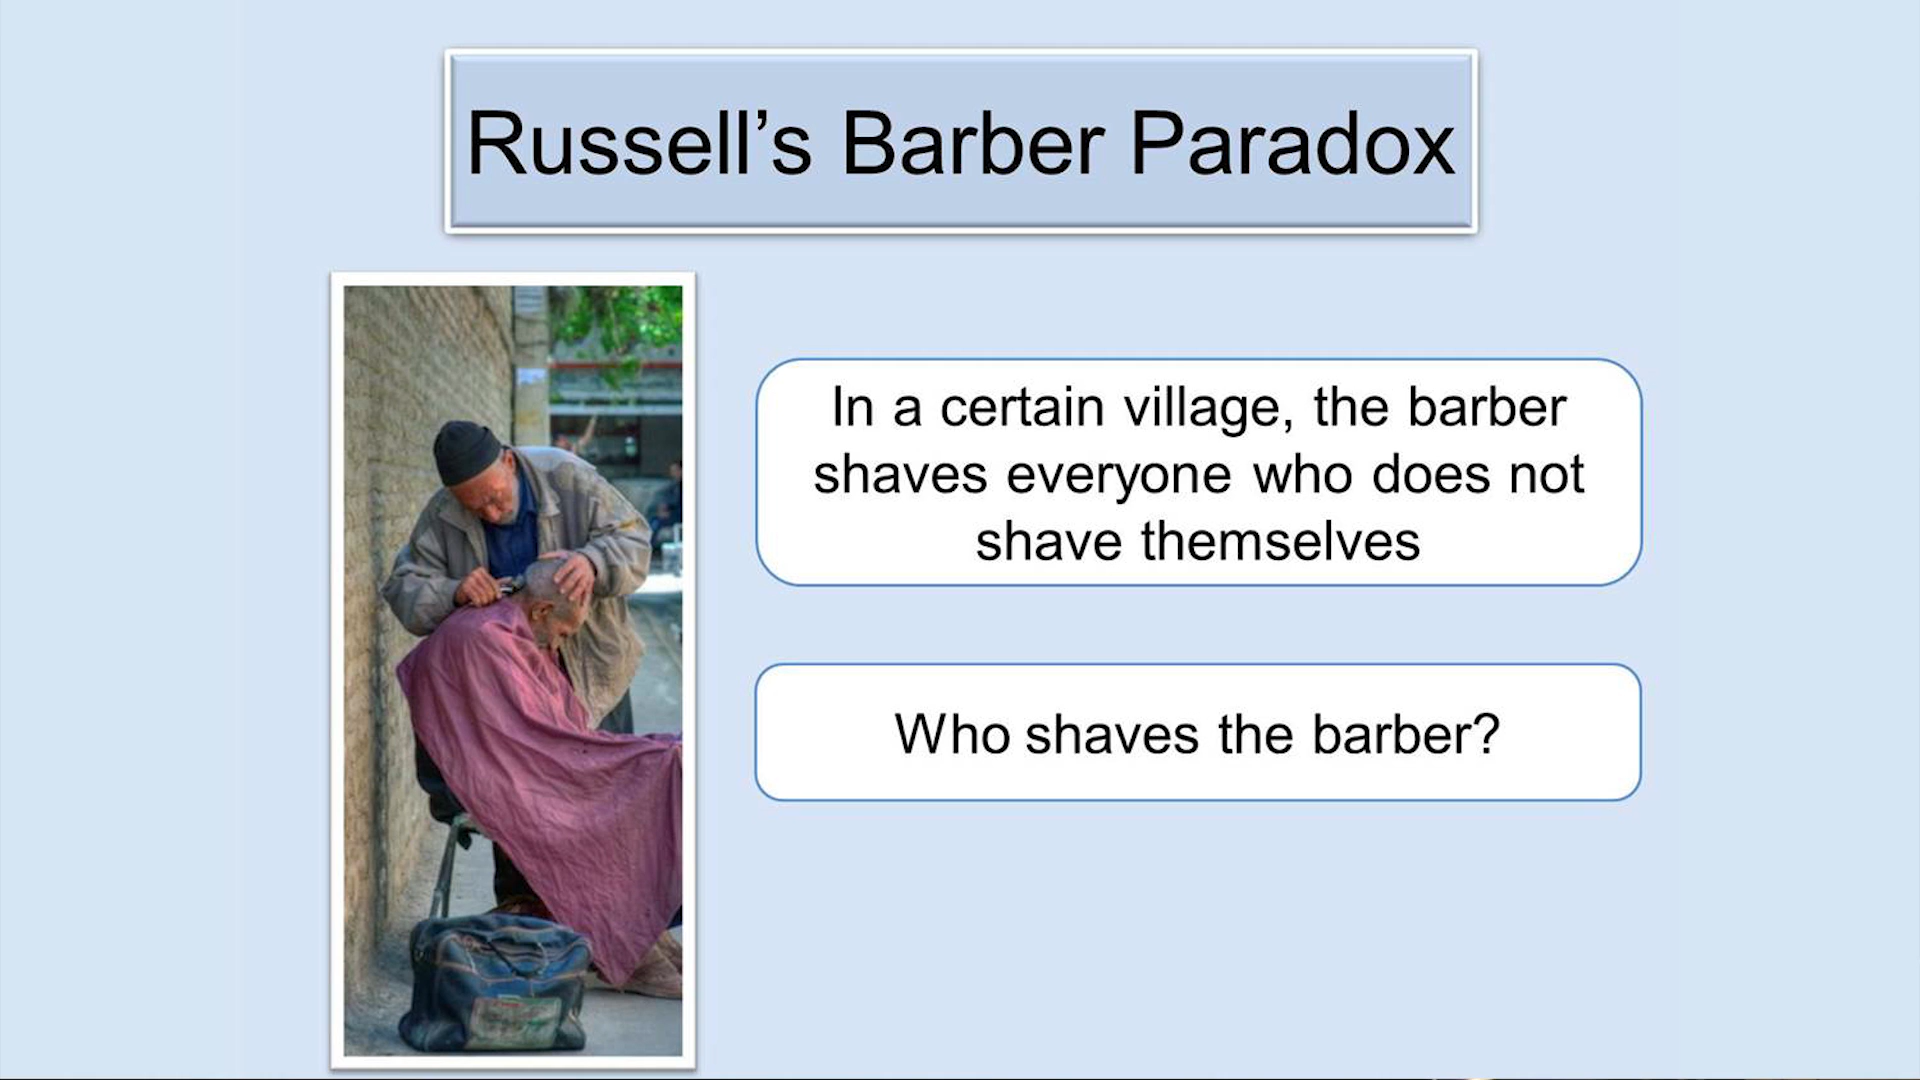 Russell’s Barber Paradox
In a certain village, the barber
shaves everyone who does not
shave themselves
Who shaves the barber?